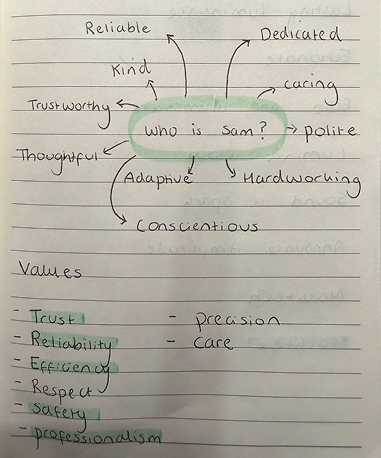 Reliable
Dedicated
Kind
caring
Trustworthy
who is sam?
polite
Thoughtful
Adaptive
Hardworking
Conscientious
Values
- Trust
- Reliability
- Efficiency
- Respect
- safety
- professionalism
- precision
- care